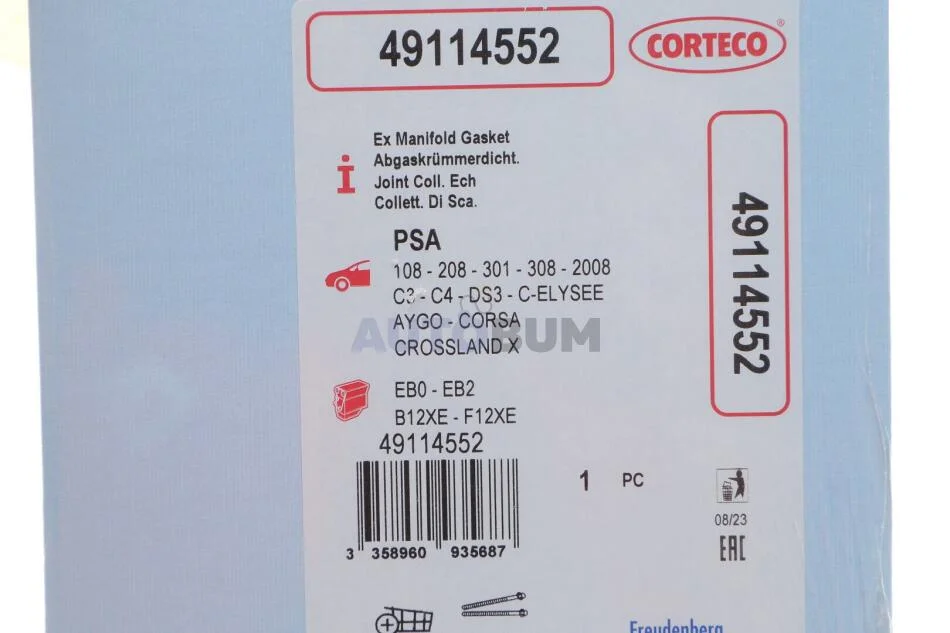 49114552
CORTECO®
Ex Manifold Gasket
Abgaskrümmerdicht.
Joint Coll. Ech
Collett. Di Sca.
PSA
108 - 208 - 301 - 308 - 2008
C3 - C4 - DS3 - C-ELYSEE
AYGO - CORSA
CROSSLAND X
AUTOBUM
EB0 - EB2
B12XE - F12XE
49114552
3 358960 935687
1 PC
08/23
EAC
49114552
Freudenberg